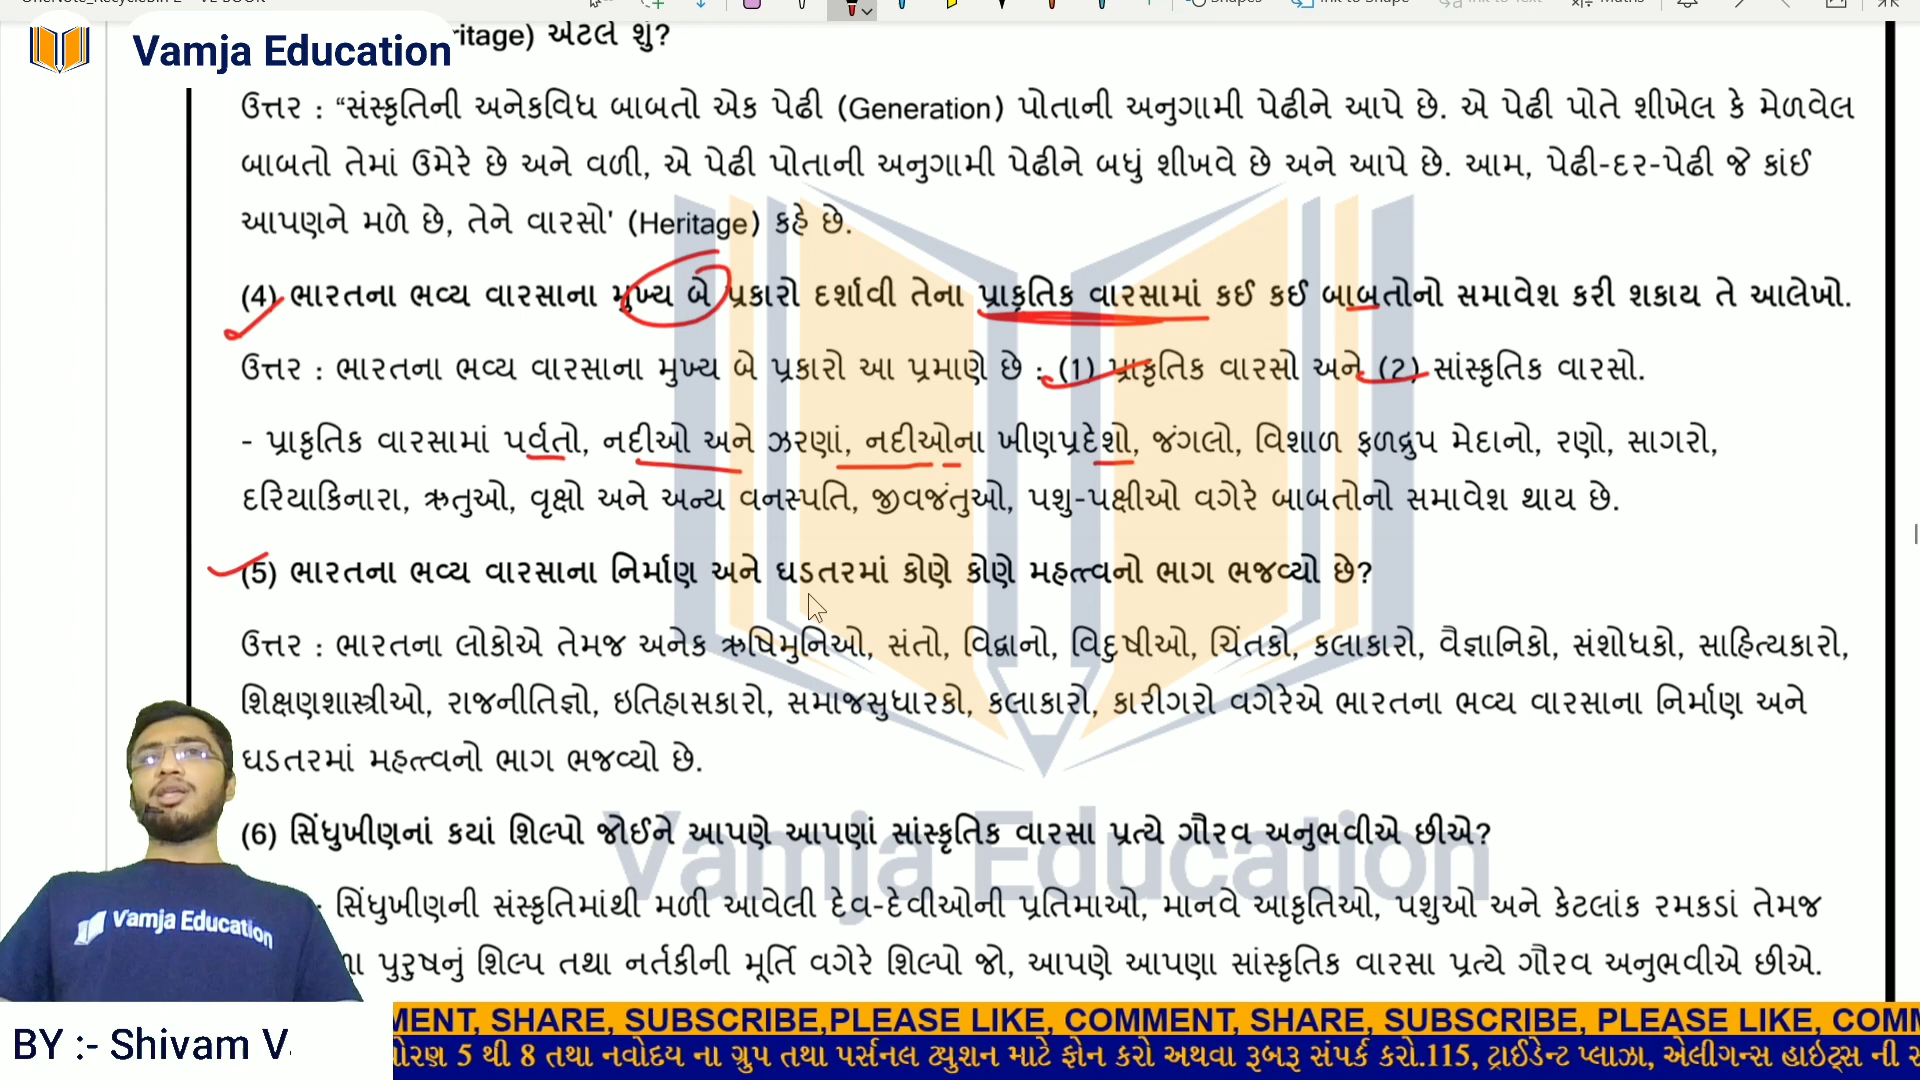 Vamja Education
ritage) એટલે શું?
ઉત્તર : “સંસ્કૃતિની અનેકવિધ બાબતો એક પેઢી (Generation) પોતાની અનુગામી પેઢીને આપે છે. એ પેઢી પોતે શીખેલ કે મેળવેલ
બાબતો તેમાં ઉમેરે છે અને વળી, એ પેઢી પોતાની અનુગામી પેઢીને બધું શીખવે છે અને આપે છે. આમ, પેઢી-દર-પેઢી જે કાંઈ
આપણને મળે છે, તેને વારસો' (Heritage) કહે છે.
(4) ભારતના ભવ્ય વારસાના મુખ્ય બે પ્રકારો દર્શાવી તેના પ્રાકૃતિક વારસામાં કઈ કઈ બાબતોનો સમાવેશ કરી શકાય તે આલેખો.
ઉત્તર : ભારતના ભવ્ય વારસાના મુખ્ય બે પ્રકારો આ પ્રમાણે છે : (1) પ્રાકૃતિક વારસો અને (2) સાંસ્કૃતિક વારસો.
- પ્રાકૃતિક વારસામાં પર્વતો, નદીઓ અને ઝરણાં, નદીઓના ખીણપ્રદેશો, જંગલો, વિશાળ ફળદ્રુપ મેદાનો, રણો, સાગરો,
દરિયાકિનારા, ઋતુઓ, વૃક્ષો અને અન્ય વનસ્પતિ, જીવજંતુઓ, પશુ-પક્ષીઓ વગેરે બાબતોનો સમાવેશ થાય છે.
(5) ભારતના ભવ્ય વારસાના નિર્માણ અને ઘડતરમાં કોણે કોણે મહત્ત્વનો ભાગ ભજવ્યો છે?
ઉત્તર : ભારતના લોકોએ તેમજ અનેક ઋષિમુનિઓ, સંતો, વિદ્વાનો, વિદુષીઓ, ચિંતકો, કલાકારો, વૈજ્ઞાનિકો, સંશોધકો, સાહિત્યકારો,
શિક્ષણશાસ્ત્રીઓ, રાજનીતિજ્ઞો, ઇતિહાસકારો, સમાજસુધારકો, કલાકારો, કારીગરો વગેરેએ ભારતના ભવ્ય વારસાના નિર્માણ અને
ઘડતરમાં મહત્ત્વનો ભાગ ભજવ્યો છે.
(6) સિંધુખીણનાં કયાં શિલ્પો જોઈને આપણે આપણાં સાંસ્કૃતિક વારસા પ્રત્યે ગૌરવ અનુભવીએ છીએ?
: સિંધુખીણની સંસ્કૃતિમાંથી મળી આવેલી દેવ-દેવીઓની પ્રતિમાઓ, માનવે આકૃતિઓ, પશુઓ અને કેટલાંક રમકડાં તેમજ
પુરુષનું શિલ્પ તથા નર્તકીની મૂર્તિ વગેરે શિલ્પો જો, આપણે આપણા સાંસ્કૃતિક વારસા પ્રત્યે ગૌરવ અનુભવીએ છીએ.
Vamja Education
Vamja Education
BY :- Shivam V.
MENT, SHARE, SUBSCRIBE,PLEASE LIKE, COMMENT, SHARE, SUBSCRIBE, PLEASE LIKE, COMM
ધોરણ 5 થી 8 તથા નવોદય ના ગ્રુપ તથા પર્સનલ ટ્યુશન માટે ફોન કરો અથવા રૂબરૂ સંપર્ક કરો.115, ટ્રાઈડેન્ટ પ્લાઝા, એલીગન્સ હાઇટ્સ ની